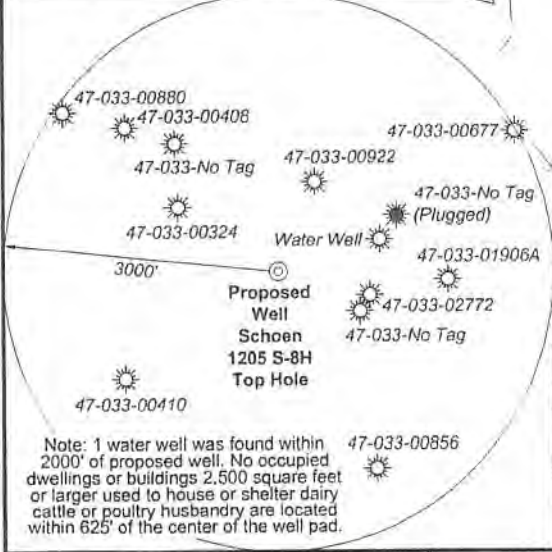 47-033-00880
47-033-00408
47-033-No Tag
47-033-00677
47-033-00922
47-033-No Tag
(Plugged)
47-033-00324
Water Well
47-033-01906A
3000'
Proposed
Well
Schoen
1205 S-8H
Top Hole
47-033-02772
47-033-No Tag
47-033-00410
47-033-00856
Note: 1 water well was found within
2000' of proposed well. No occupied
dwellings or buildings 2.500 square feet
or larger used to house or shelter dairy
cattle or poultry husbandry are located
within 625' of the center of the well pad.